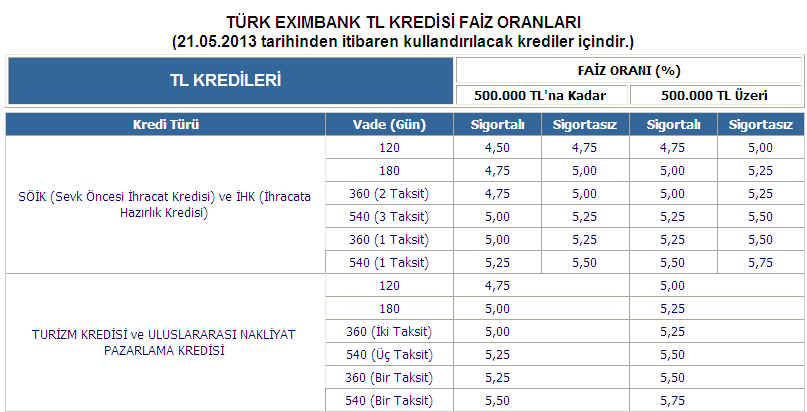 TÜRK EXIMBANK TL KREDİSİ FAİZ ORANLARI
(21.05.2013 tarihinden itibaren kullandırılacak krediler içindir.)
TL KREDİLERİ
FAİZ ORANI (%)
500.000 TL'na Kadar 500.000 TL Üzeri
Kredi Türü Vade (Gün) Sigortalı Sigortasız Sigortalı Sigortasız
SÖİK (Sevk Öncesi İhracat Kredisi) ve İHK (İhracata
Hazırlık Kredisi)
120 4,50 4,75 4,75 5,00
180 4,75 5,00 5,00 5,25
360 (2 Taksit) 4,75 5,00 5,00 5,25
540 (3 Taksit) 5,00 5,25 5,25 5,50
360 (1 Taksit) 5,00 5,25 5,25 5,50
540 (1 Taksit) 5,25 5,50 5,50 5,75
TURİZM KREDİSİ ve ULUSLARARASI NAKLİYAT
PAZARLAMA KREDİSİ
120 4,75 5,00
180 5,00 5,25
360 (İki Taksit) 5,00 5,25
540 (Üç Taksit) 5,25 5,50
360 (Bir Taksit) 5,25 5,50
540 (Bir Taksit) 5,50 5,75